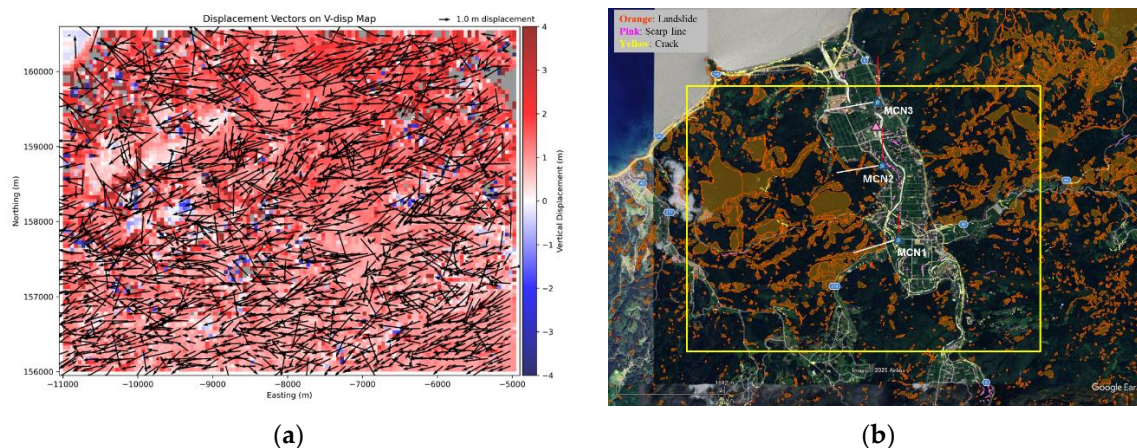 Displacement Vectors on V-disp Map
1.0 m displacement
160000
159000
158000
157000
156000
Northing (m)
−11000
−10000
−9000
−8000
−7000
−6000
−5000
Easting (m)
4
3
2
1
0
−1
−2
−3
−4
Vertical Displacement (m)
(a)
Orange: Landslide
Pink: Scarp line
Yellow: Crack
MCN3
MCN2
MCN1
Google Eart
(b)